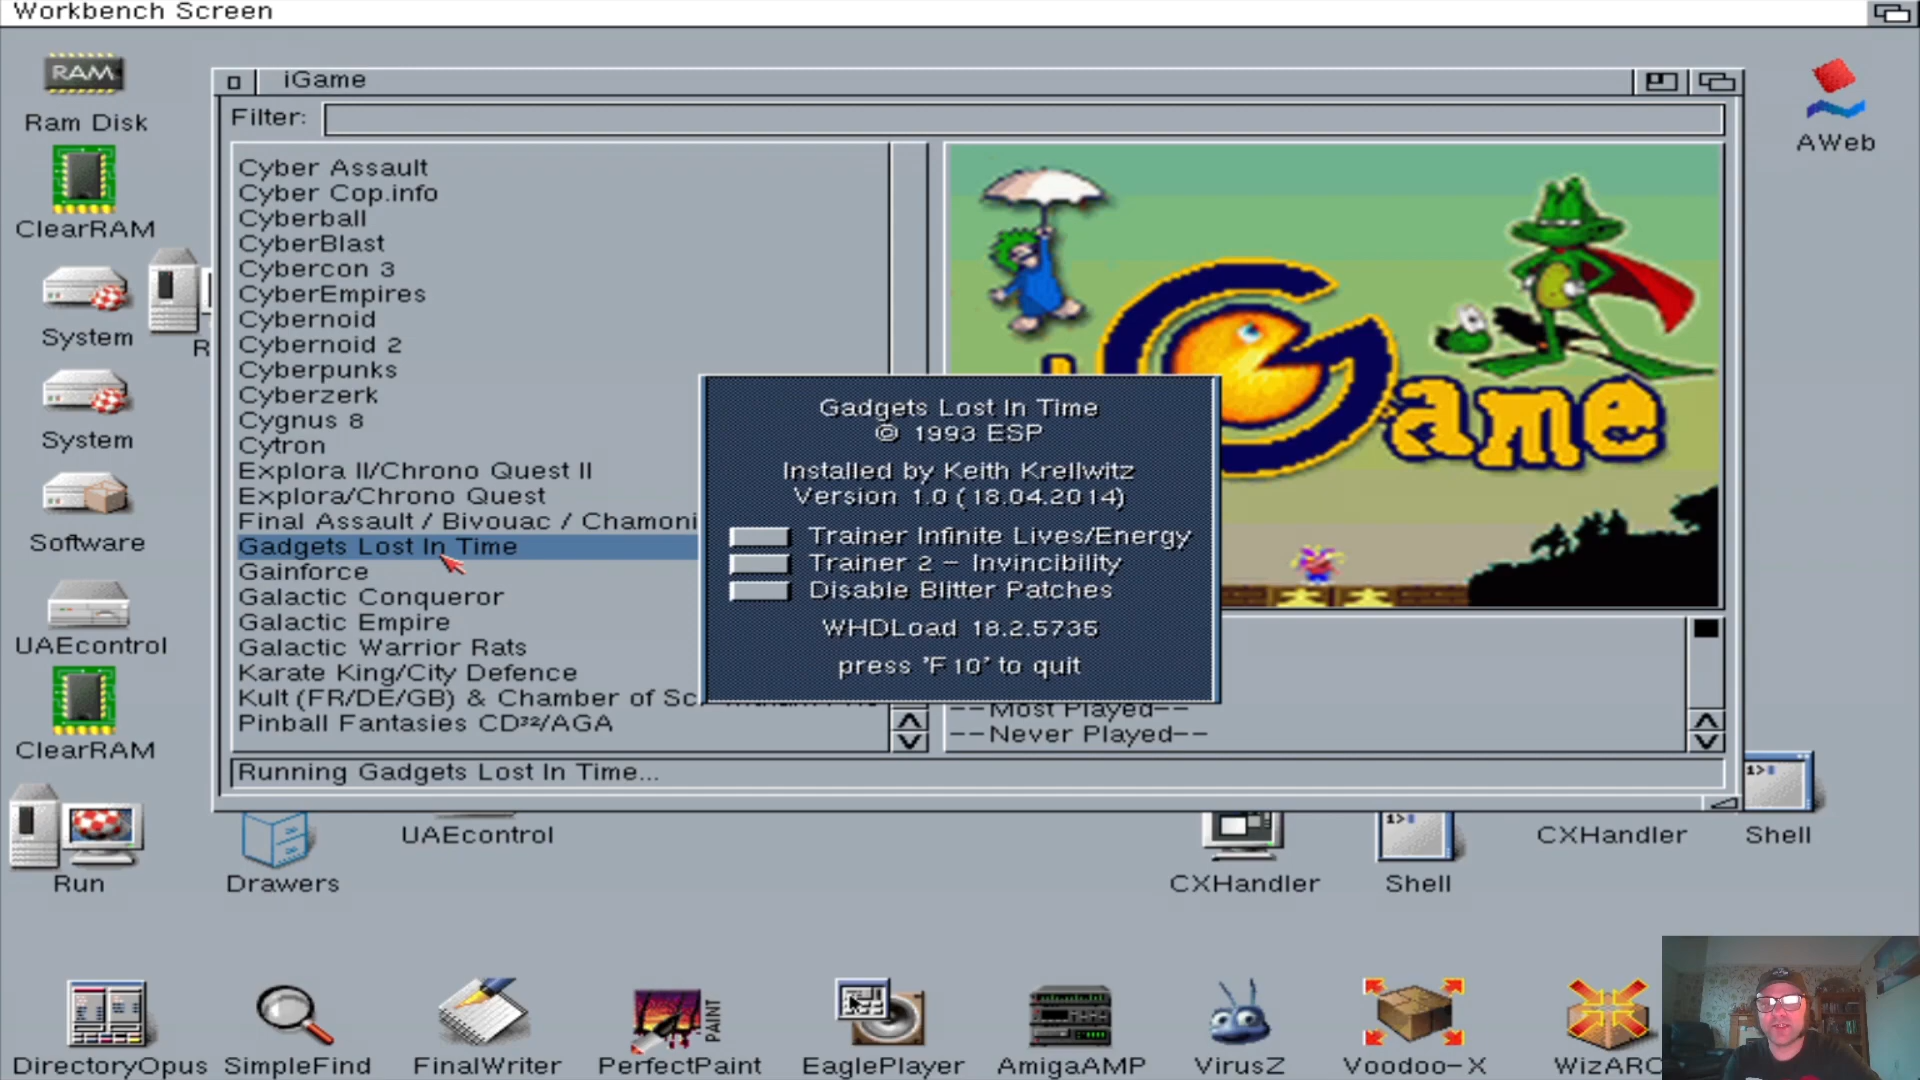 Workbench Screen
RAM
Ram Disk
ClearRAM
System
System
Software
UAEcontrol
ClearRAM
Run
iGame
Filter:
Cyber Assault
Cyber Cop.info
Cyberball
CyberBlast
Cybercon 3
CyberEmpires
Cybernoid
Cybernoid 2
Cyberpunks
Cyberzerk
Cygnus 8
Cytron
Explora II/Chrono Quest II
Explora/Chrono Quest
Final Assault / Bivouac / Chamoni
Gadgets Lost In Time
Gainforce
Galactic Conqueror
Galactic Empire
Galactic Warrior Rats
Karate King/City Defence
Kult (FR/DE/GB) & Chamber of Sc
Pinball Fantasies CD³²/AGA
Running Gadgets Lost In Time...
Game
Gadgets Lost In Time
© 1993 ESP
Installed by Keith Krellwitz
Version 1.0 (18.04.2014)
Trainer Infinite Lives/Energy
Trainer 2 - Invincibility
Disable Blitter Patches
WHDLoad 18.2.5735
press 'F10' to quit
--Most Played--
--Never Played--
AWeb
Drawers
UAEcontrol
CXHandler
Shell
CXHandler
Shell
DirectoryOpus
SimpleFind
FinalWriter
PAINT
PerfectPaint
EaglePlayer
AmigaAMP
VirusZ
Voodoo-X
WizARC